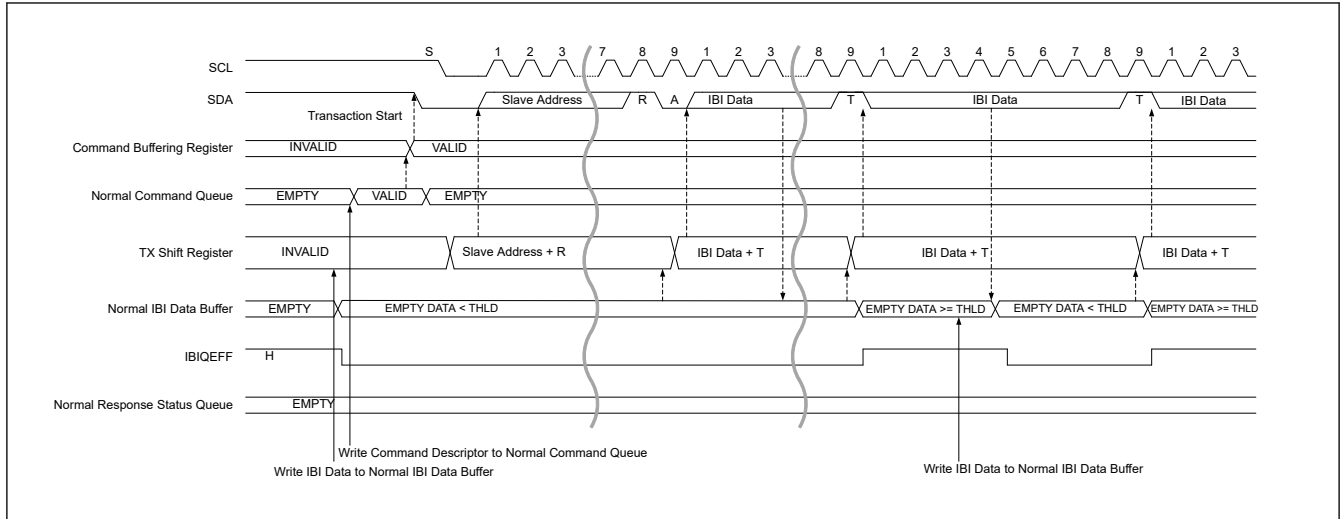 S 1 2 3 7 8 9 1 2 3 8 9 1 2 3 4 5 6 7 8 9 1 2 3
SCL
SDA Slave Address R A IBI Data T IBI Data T IBI Data
Transaction Start
Command Buffering Register INVALID VALID
Normal Command Queue EMPTY VALID EMPTY
TX Shift Register INVALID Slave Address + R IBI Data + T IBI Data + T IBI Data + T
Normal IBI Data Buffer EMPTY EMPTY DATA < THLD EMPTY DATA >= THLD EMPTY DATA < THLD EMPTY DATA >= THLD
IBIQEFF H
Normal Response Status Queue EMPTY
Write Command Descriptor to Normal Command Queue
Write IBI Data to Normal IBI Data Buffer Write IBI Data to Normal IBI Data Buffer